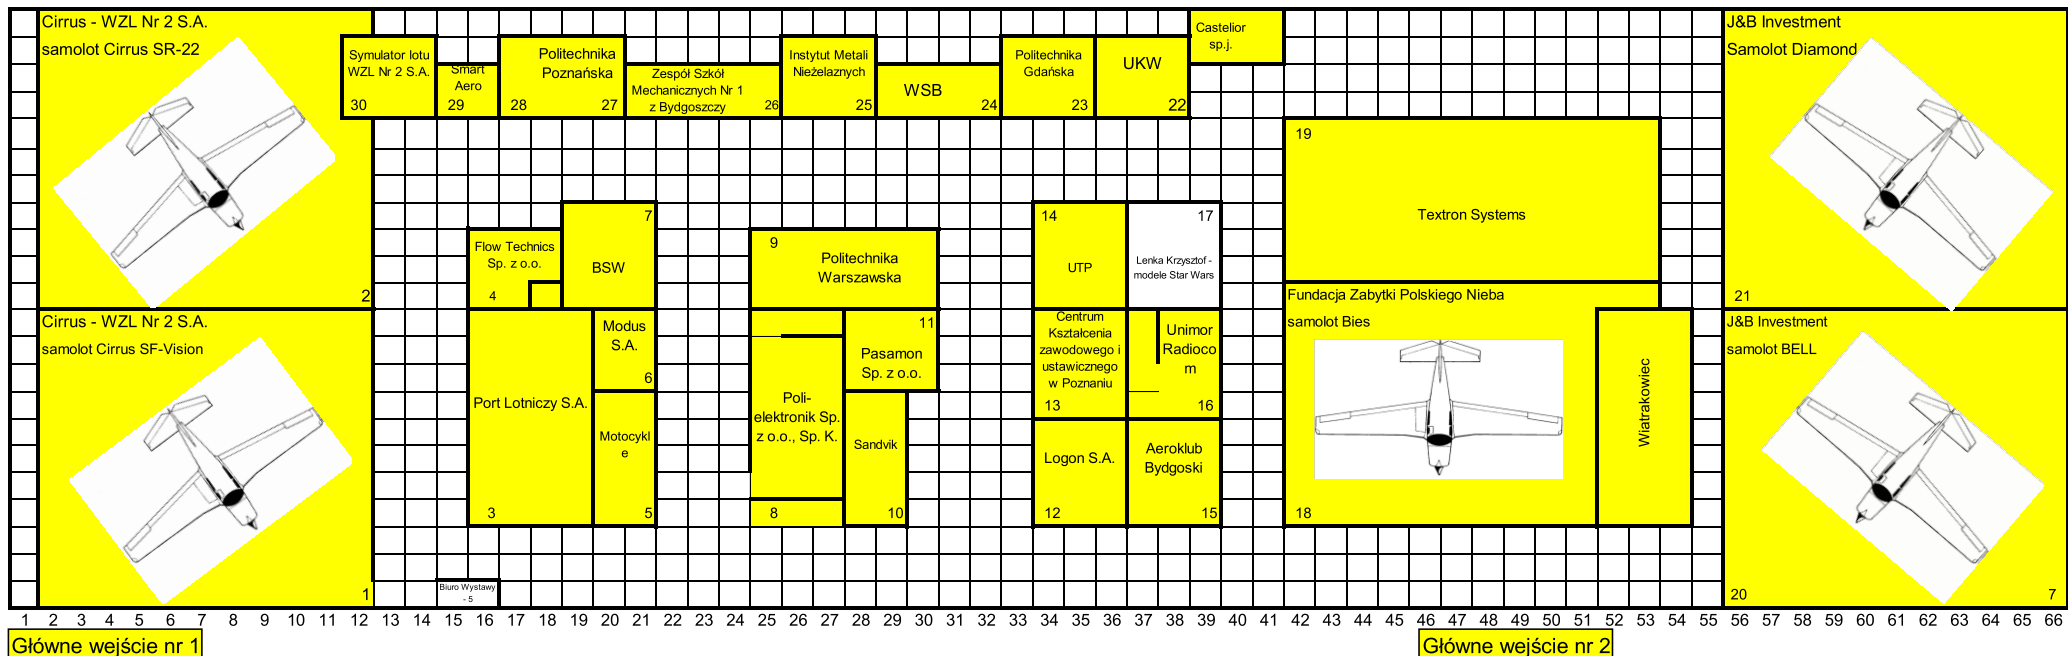 Cirrus - WZL Nr 2 S.A.
samolot Cirrus SR-22
2
Cirrus - WZL Nr 2 S.A.
samolot Cirrus SF-Vision
1
Symulator lotu
WZL Nr 2 S.A.
30
Smart
Aero
29
Politechnika
Poznańska
28
27
Zespół Szkół
Mechanicznych Nr 1
z Bydgoszczy
26
Instytut Metali
Nieżelaznych
25
WSB
24
Politechnika
Gdańska
23
UKW
22
Castelior
sp.j.
J&B Investment
Samolot Diamond
21
J&B Investment
samolot BELL
20
7
19
Textron Systems
Fundacja Zabytki Polskiego Nieba
samolot Bies
18
Wiatrakowiec
7
BSW
Flow Technics
Sp. z o.o.
4
Port Lotniczy S.A.
3
Modus
S.A.
6
Motocykl
e
5
9
Politechnika
Warszawska
11
Pasamon
Sp. z o.o.
Poli-
elektronik Sp.
z o.o., Sp. K.
8
Sandvik
10
14
UTP
17
Lenka Krzysztof -
modele Star Wars
Centrum
Kształcenia
zawodowego i
ustawicznego
w Poznaniu
13
Unimor
Radioco
m
16
Logon S.A.
12
Aeroklub
Bydgoski
15
Biuro Wystawy
- 5
1 2 3 4 5 6 7 8 9 10 11 12 13 14 15 16 17 18 19 20 21 22 23 24 25 26 27 28 29 30 31 32 33 34 35 36 37 38 39 40 41 42 43 44 45 46 47 48 49 50 51 52 53 54 55 56 57 58 59 60 61 62 63 64 65 66
Główne wejście nr 1
Główne wejście nr 2